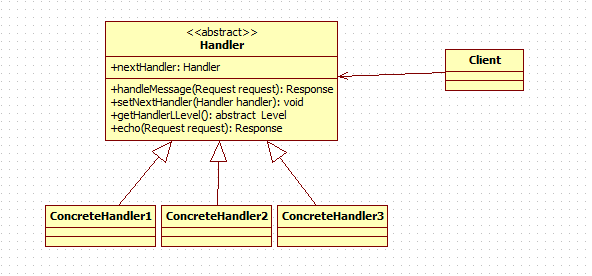 <<abstract>>
Handler
+nextHandler: Handler
+handleMessage(Request request): Response
+setNextHandler(Handler handler): void
+getHandlerLLevel(): abstract Level
+echo(Request request): Response
Client
ConcreteHandler1
ConcreteHandler2
ConcreteHandler3